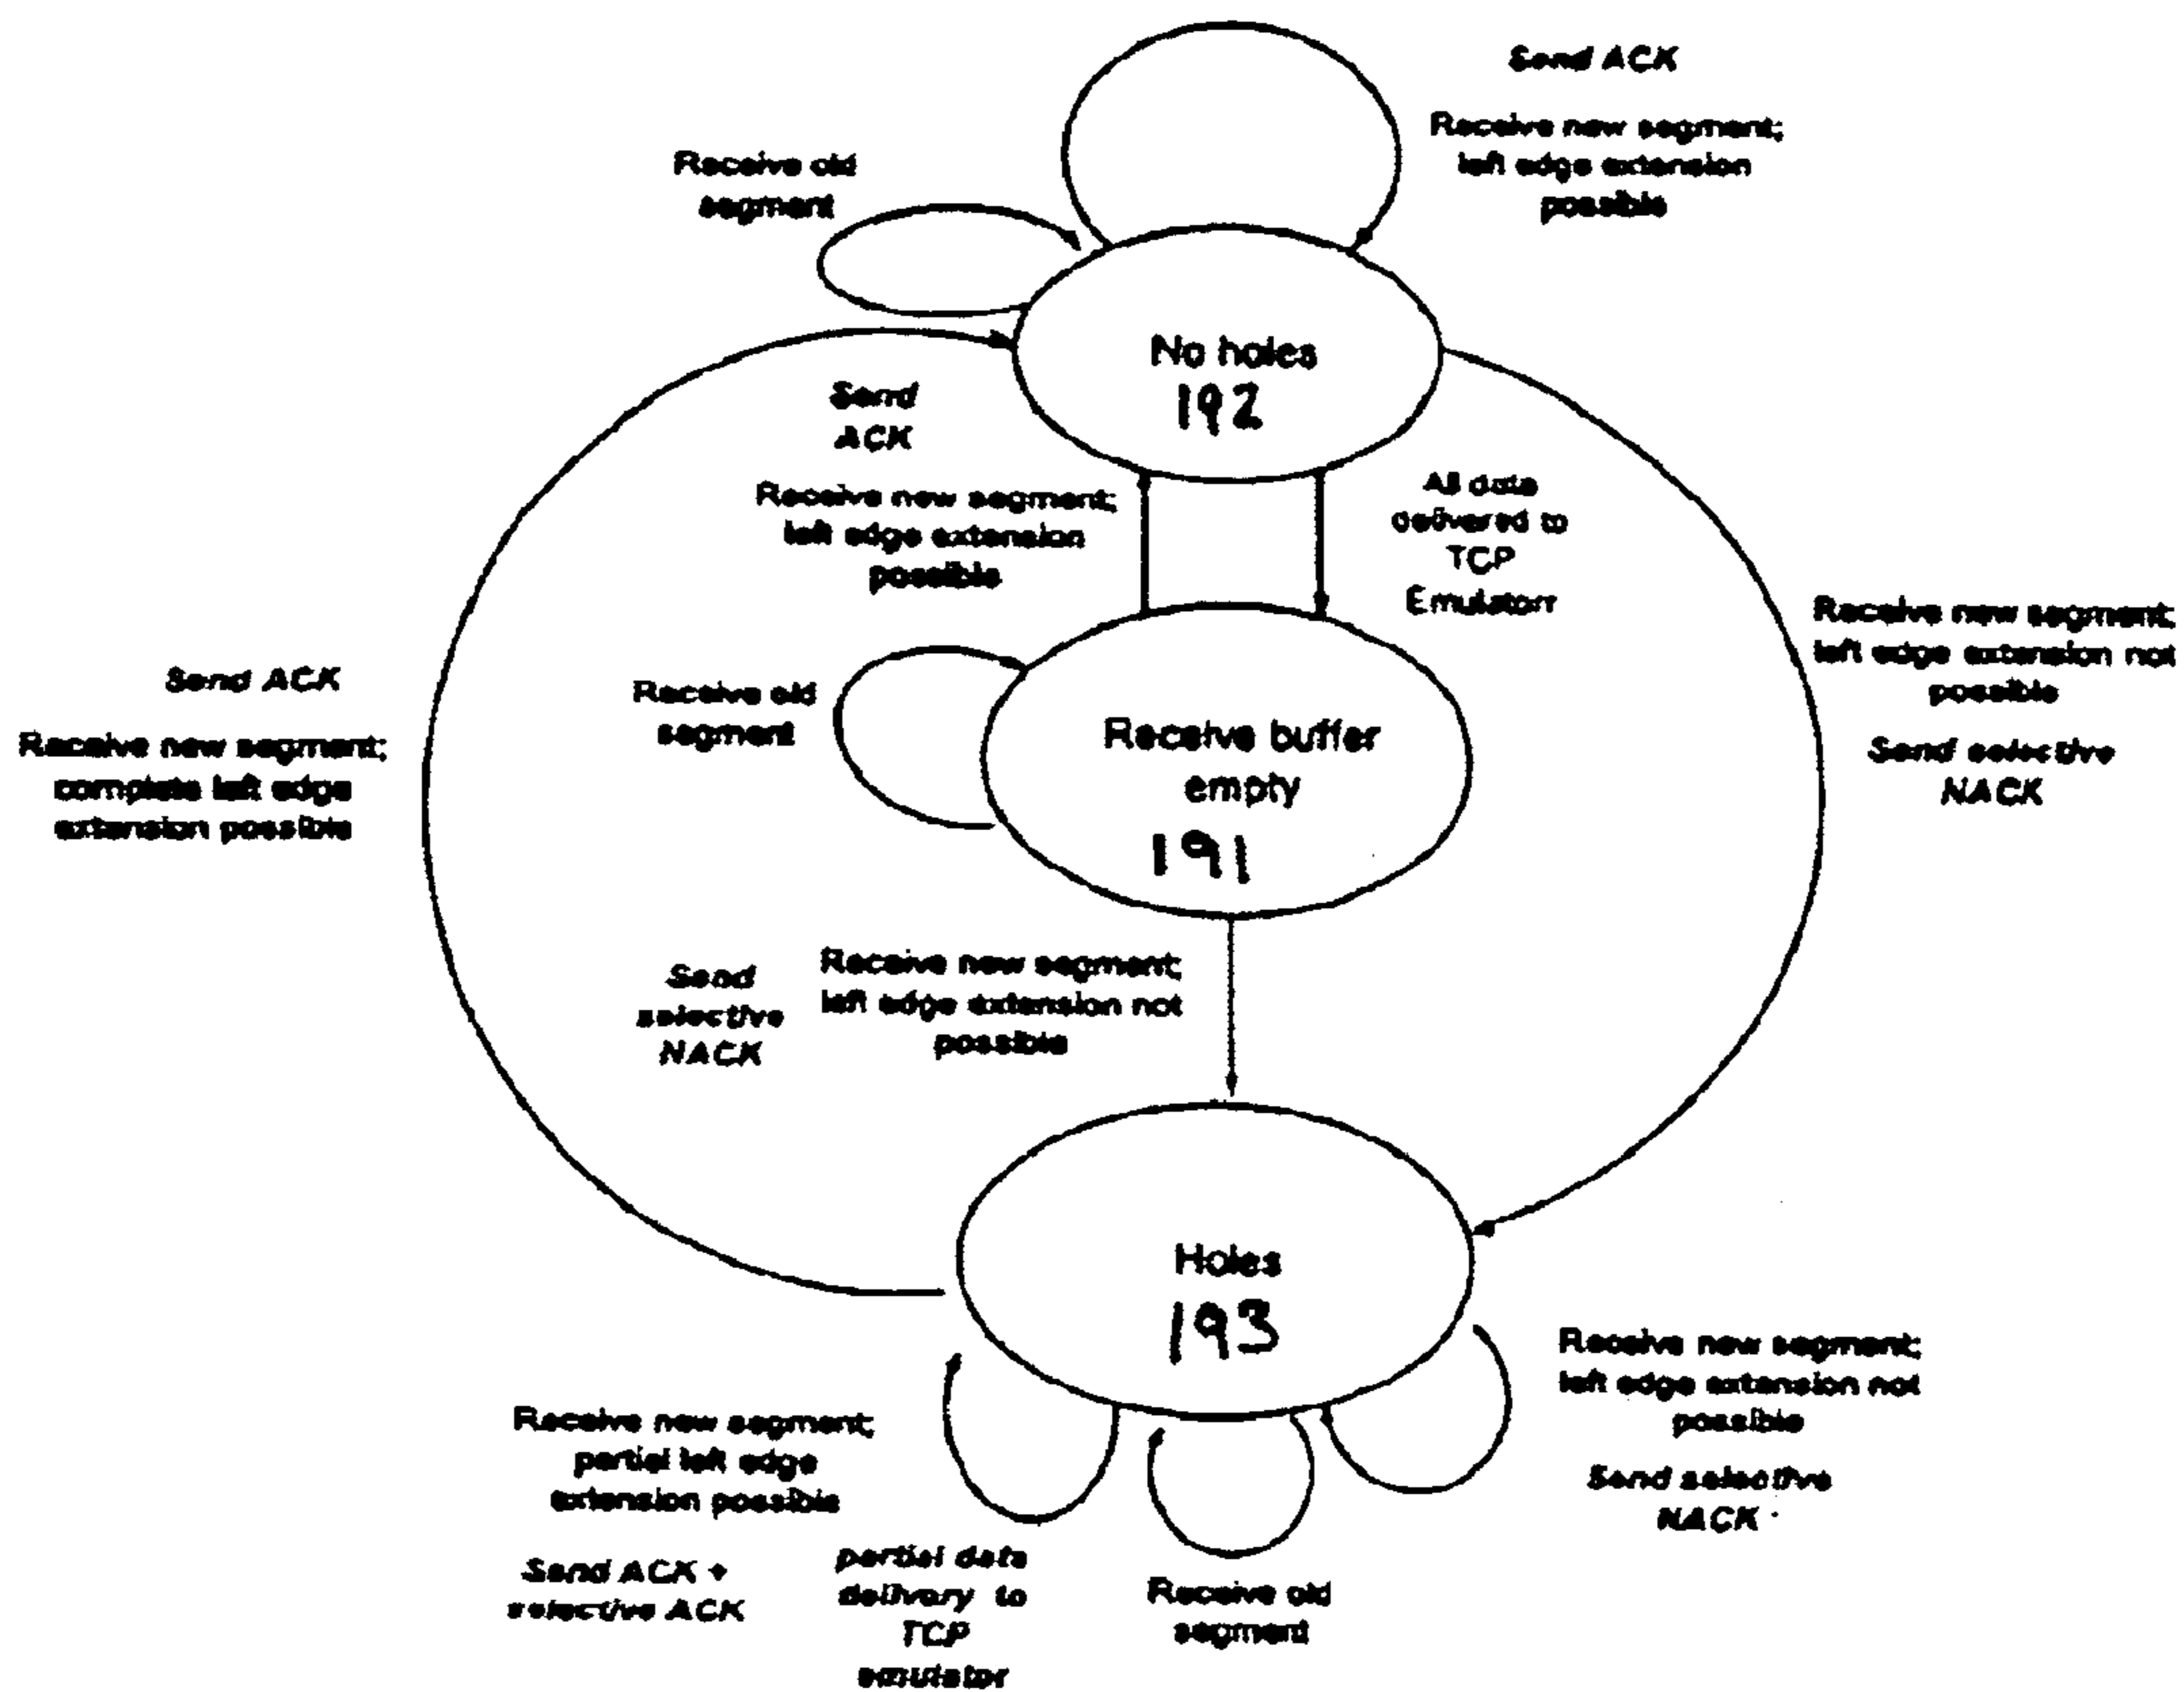 Send ACK
Receive new segment;
left edge extension
possible
Receive old
segment
No holes
192
Send
ACK
Receive new segment;
left edge extension
possible
All data
delivered to
TCP
Emulatorr
Receive new segment;
left edge extension not
possible
Send selective
NACK
Send ACK
Receive new segment;
complete left edge
extension possible
Receive old
segment
Receive buffer
empty
191
Send
selective
NACK
Receive new segment;
left edge extension not
possible
Holes
193
Receive new segment;
left edge extension not
possible
Send selective
NACK
Receive new segment;
partial left edge
extension possible
Send ACK +
selective ACK
partial data
delivery to
TCP
emulator
Receive old
segment